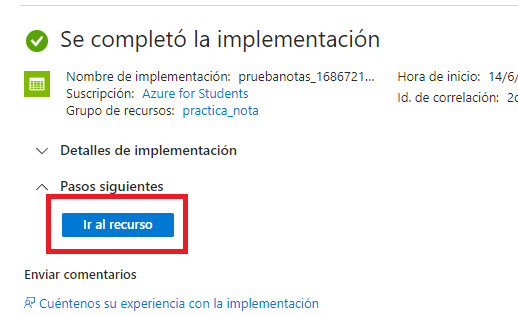 Se completó la implementación
Nombre de implementación: pruebanotas_1686721... Hora de inicio: 14/6/
Suscripción: Azure for Students Id. de correlación: 2c
Grupo de recursos: practica_nota
Detalles de implementación
Pasos siguientes
Ir al recurso
Enviar comentarios
Cuéntenos su experiencia con la implementación